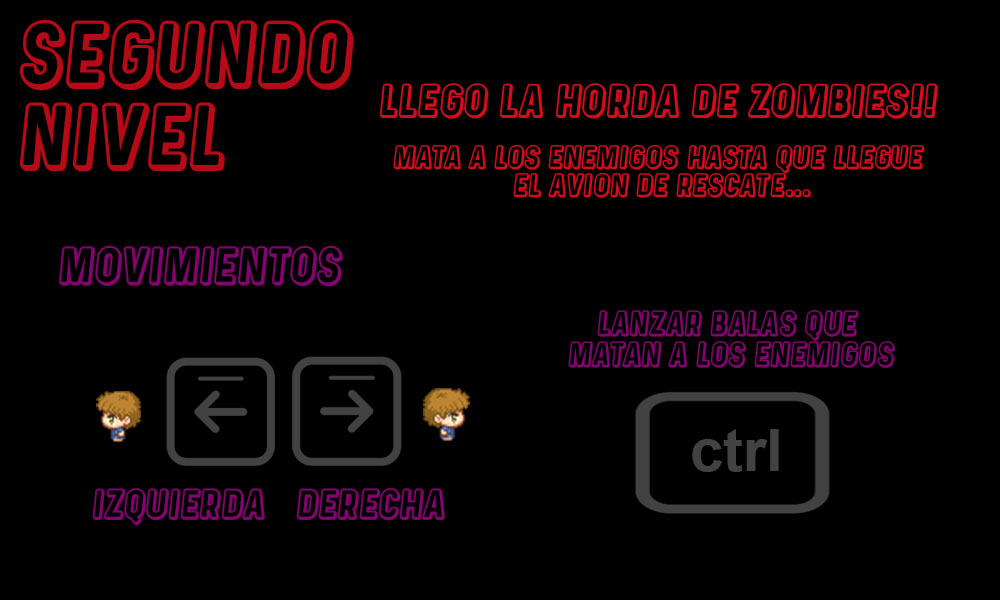 SEGUNDO
NIVEL
LLEGO LA HORDA DE ZOMBIES!!
MATA A LOS ENEMIGOS HASTA QUE LLEGUE
EL AVION DE RESCATE...
MOVIMIENTOS
LANZAR BALAS QUE
MATAN A LOS ENEMIGOS
ctrl
IZQUIERDA DERECHA